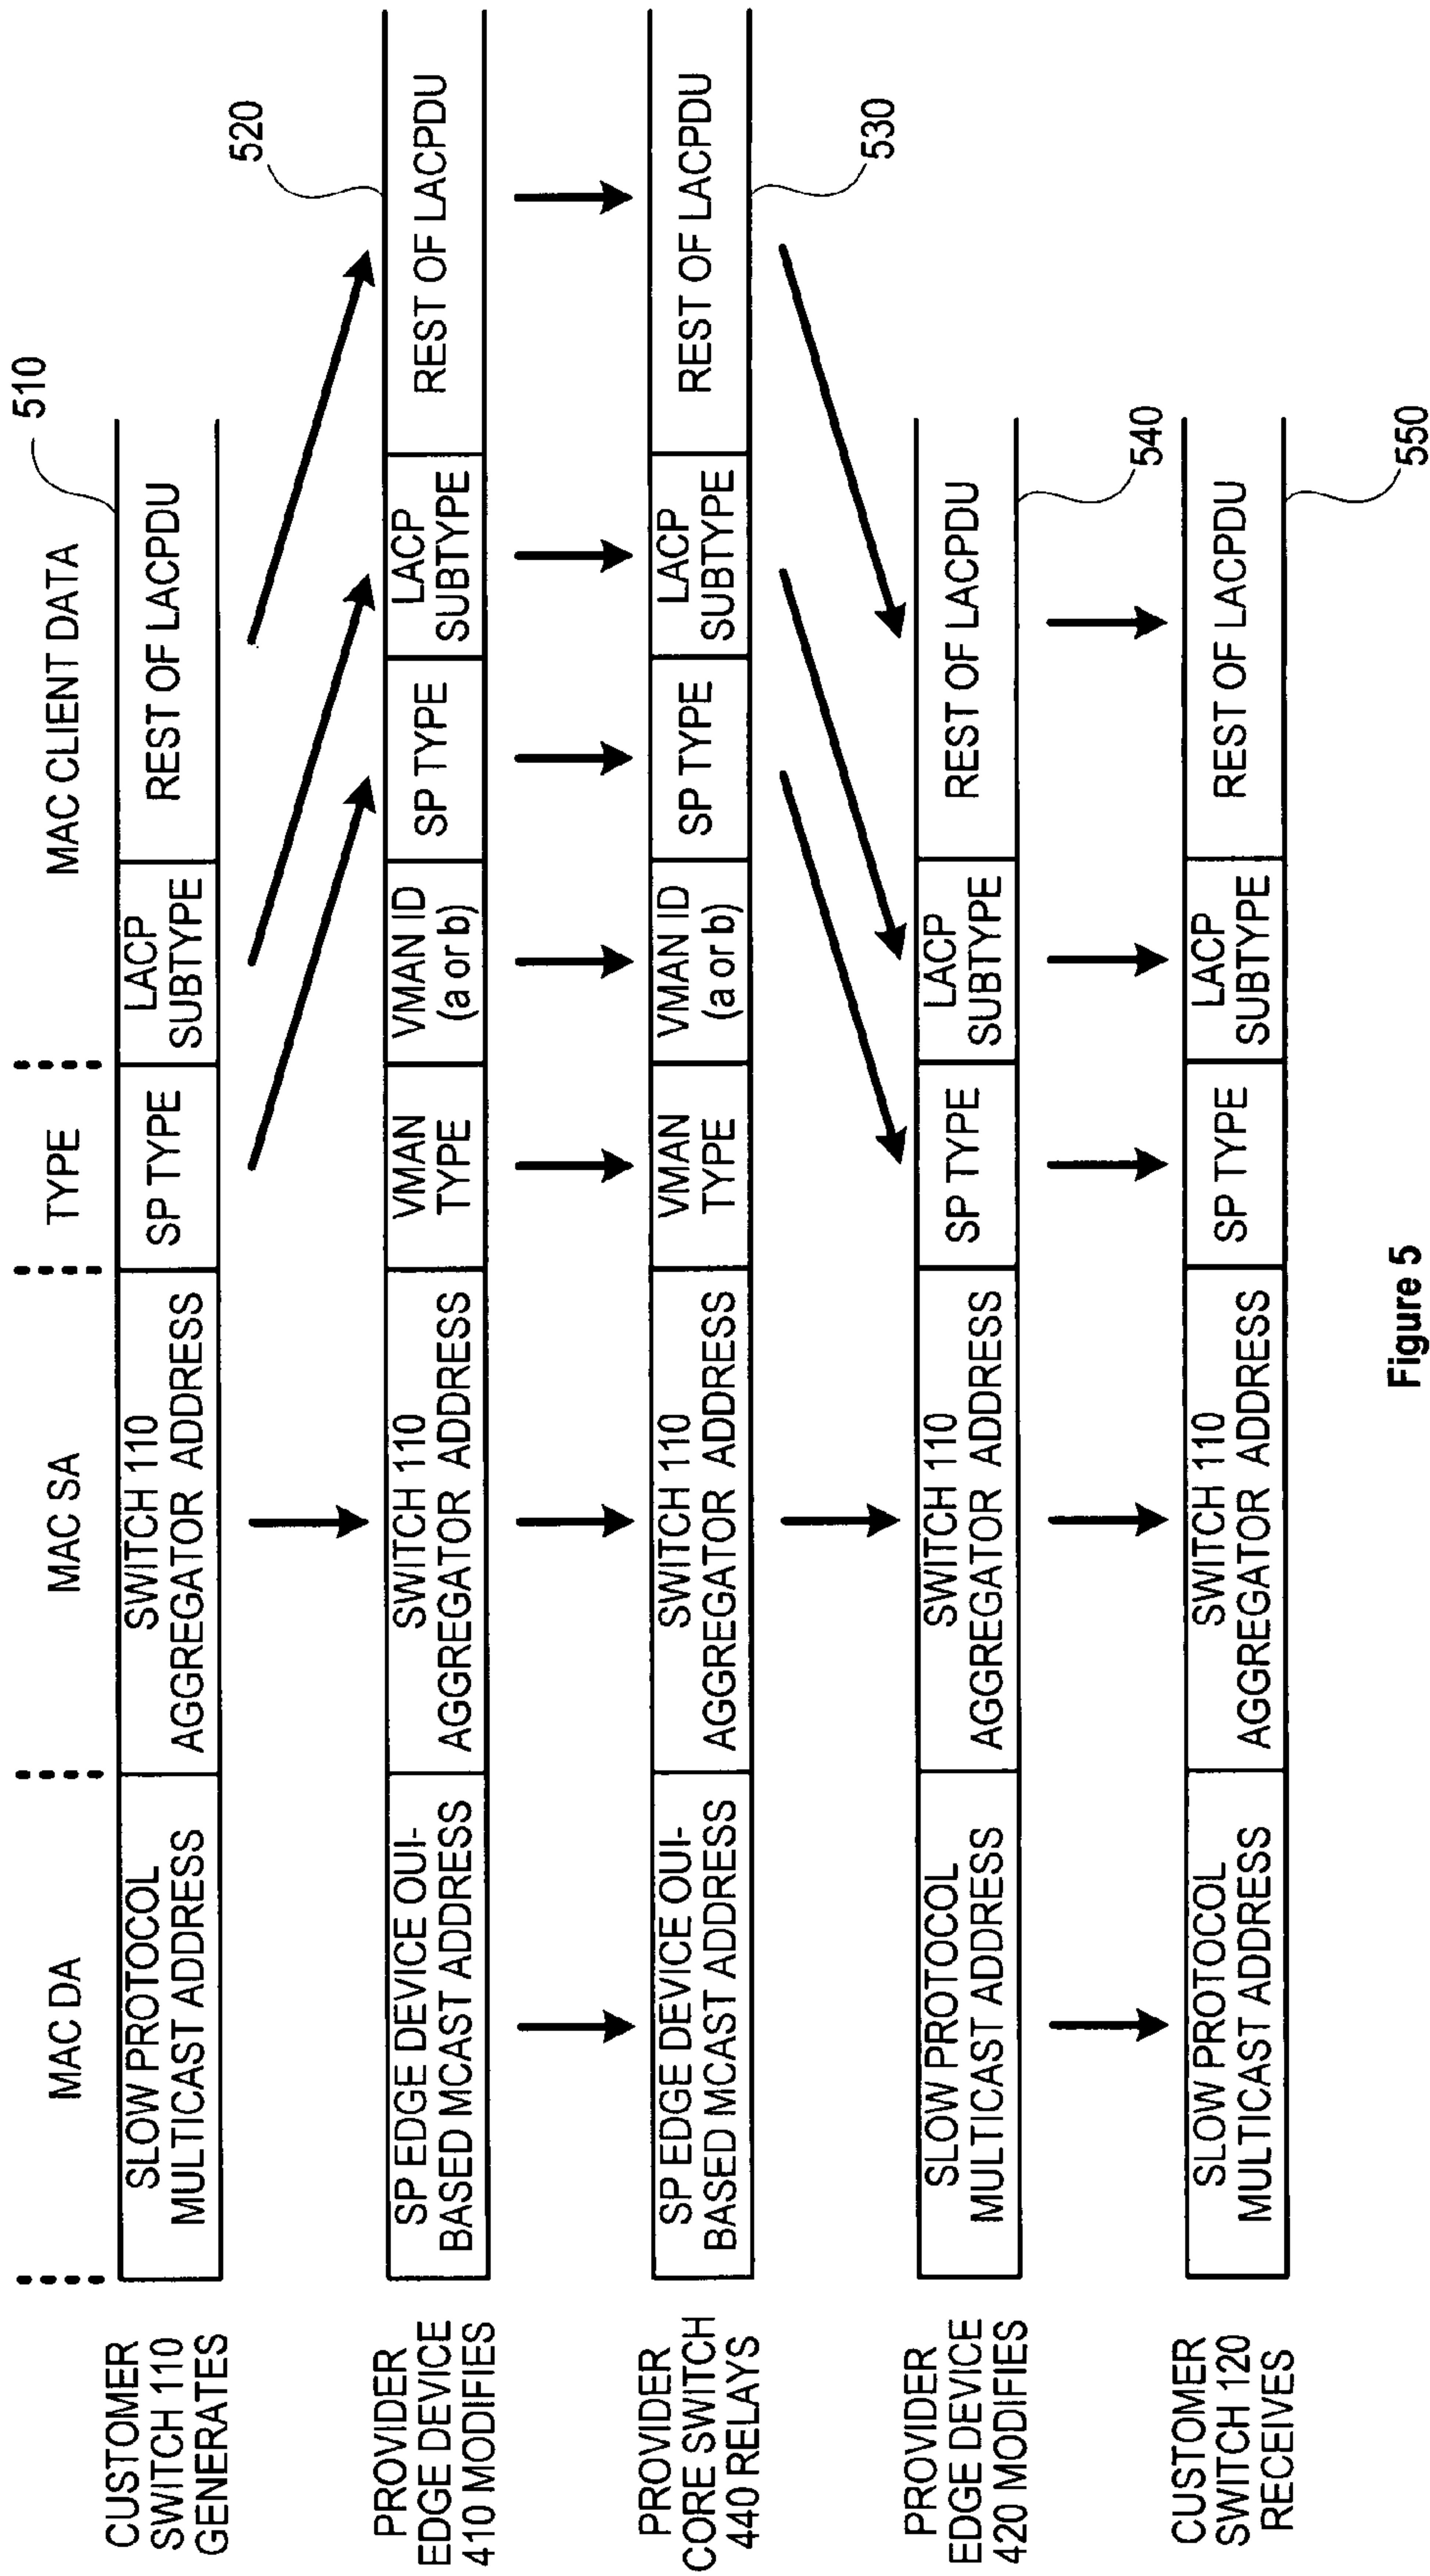 MAC DA
MAC SA
TYPE
MAC CLIENT DATA
510
CUSTOMER
SWITCH 110
GENERATES
SLOW PROTOCOL
MULTICAST ADDRESS
SWITCH 110
AGGREGATOR ADDRESS
SP TYPE
LACP
SUBTYPE
REST OF LACPDU
520
PROVIDER
EDGE DEVICE
410 MODIFIES
SP EDGE DEVICE OUI-
BASED MCAST ADDRESS
SWITCH 110
AGGREGATOR ADDRESS
VMAN
TYPE
VMAN ID
(a or b)
SP TYPE
LACP
SUBTYPE
REST OF LACPDU
PROVIDER
CORE SWITCH
440 RELAYS
SP EDGE DEVICE OUI-
BASED MCAST ADDRESS
SWITCH 110
AGGREGATOR ADDRESS
VMAN
TYPE
VMAN ID
(a or b)
SP TYPE
LACP
SUBTYPE
REST OF LACPDU
530
PROVIDER
EDGE DEVICE
420 MODIFIES
SLOW PROTOCOL
MULTICAST ADDRESS
SWITCH 110
AGGREGATOR ADDRESS
SP TYPE
LACP
SUBTYPE
REST OF LACPDU
540
CUSTOMER
SWITCH 120
RECEIVES
SLOW PROTOCOL
MULTICAST ADDRESS
SWITCH 110
AGGREGATOR ADDRESS
SP TYPE
LACP
SUBTYPE
REST OF LACPDU
550
Figure 5